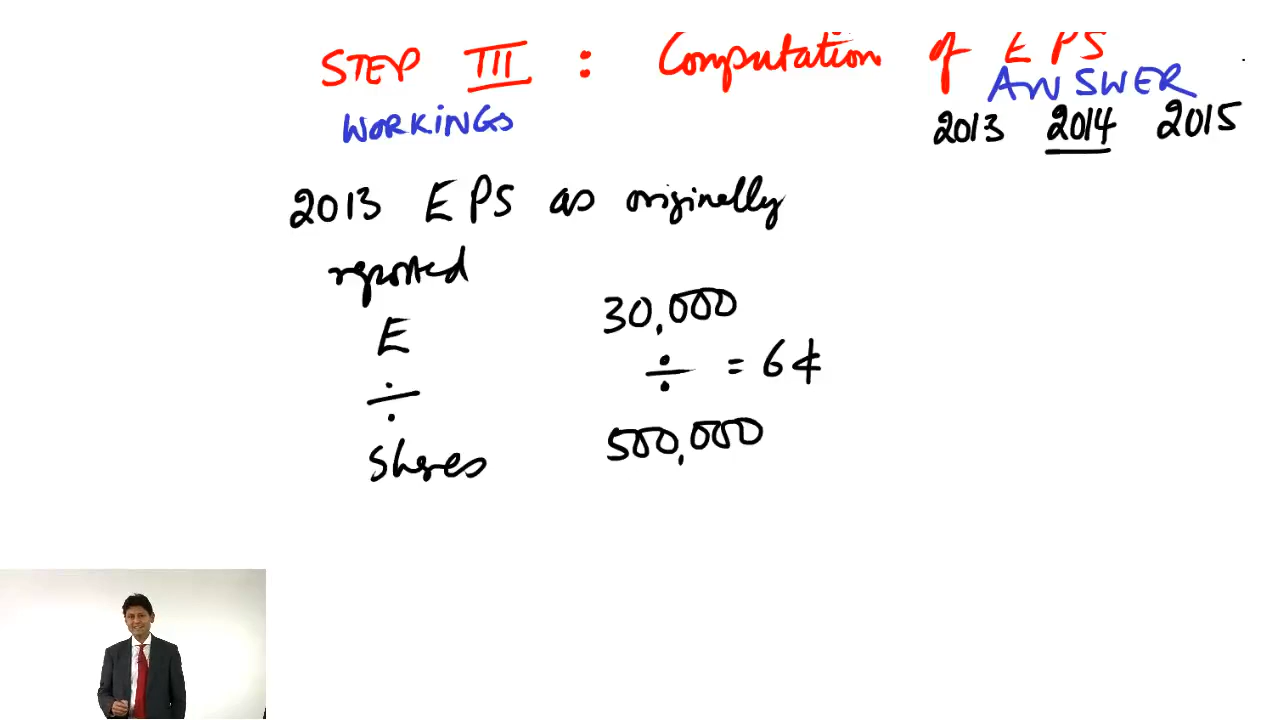 STEP III : Computation of EPS
ANSWER
WORKINGS
2013 2014 2015
2013 EPS as originally
reported
E 30,000
÷ ÷ = 6¢
Shares 500,000